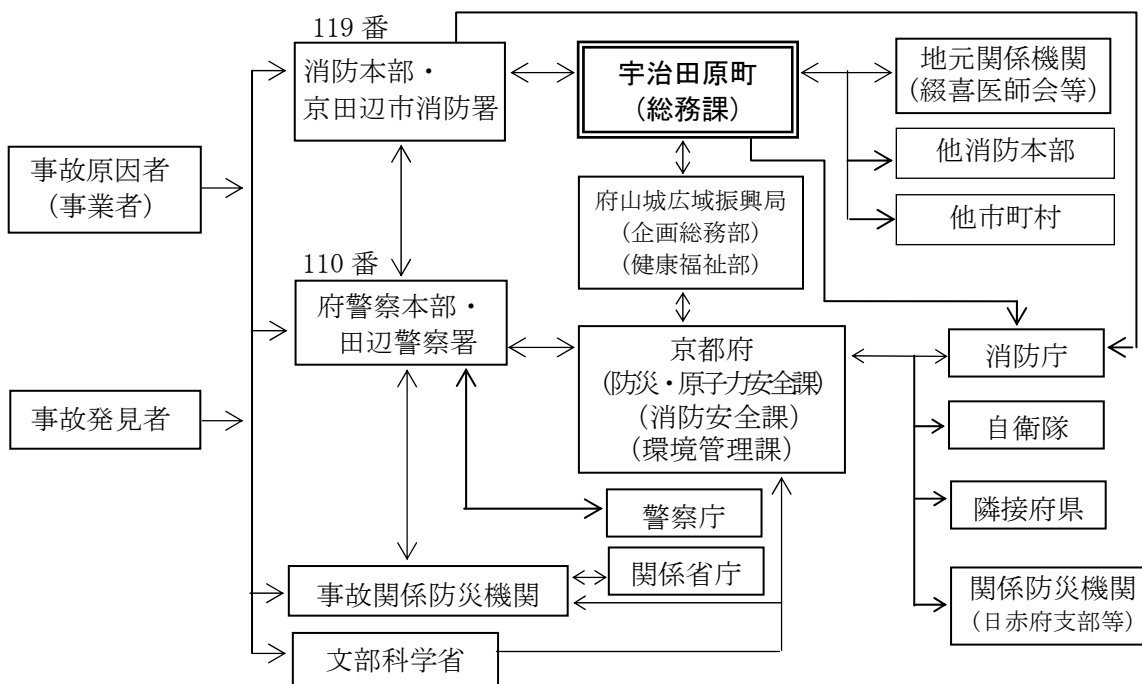 119 番
消防本部・
京田辺市消防署
宇治田原町
(総務課)
地元関係機関
(綴喜医師会等)
他消防本部
他市町村
事故原因者
(事業者)
府山城広域振興局
(企画総務部)
(健康福祉部)
110 番
府警察本部・
田辺警察署
京都府
(防災・原子力安全課)
(消防安全課)
(環境管理課)
消防庁
事故発見者
自衛隊
警察庁
隣接府県
関係省庁
事故関係防災機関
関係防災機関
(日赤府支部等)
文部科学省